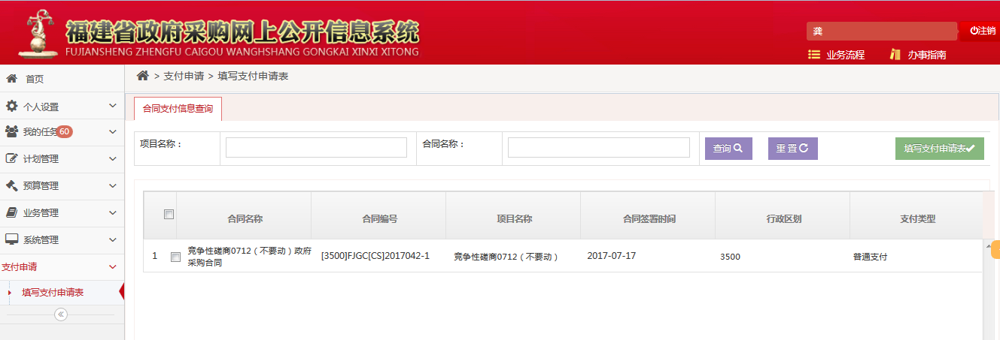 福建省政府采购网上公开信息系统
FUJIANSHENG ZHENGFU CAIGOU WANGHSHANG GONGKAI XINXI XITONG
龚
注销
业务流程
办事指南
首页
个人设置
我的任务 60
计划管理
预算管理
业务管理
系统管理
支付申请
填写支付申请表
> 支付申请 > 填写支付申请表
合同支付信息查询
项目名称：
合同名称：
查询
重置
填写支付申请表
合同名称 合同编号 项目名称 合同签署时间 行政区划 支付类型
1 竞争性磋商0712（不要动）政府
采购合同
[3500]FJGC[CS]2017042-1 竞争性磋商0712（不要动） 2017-07-17 3500 普通支付